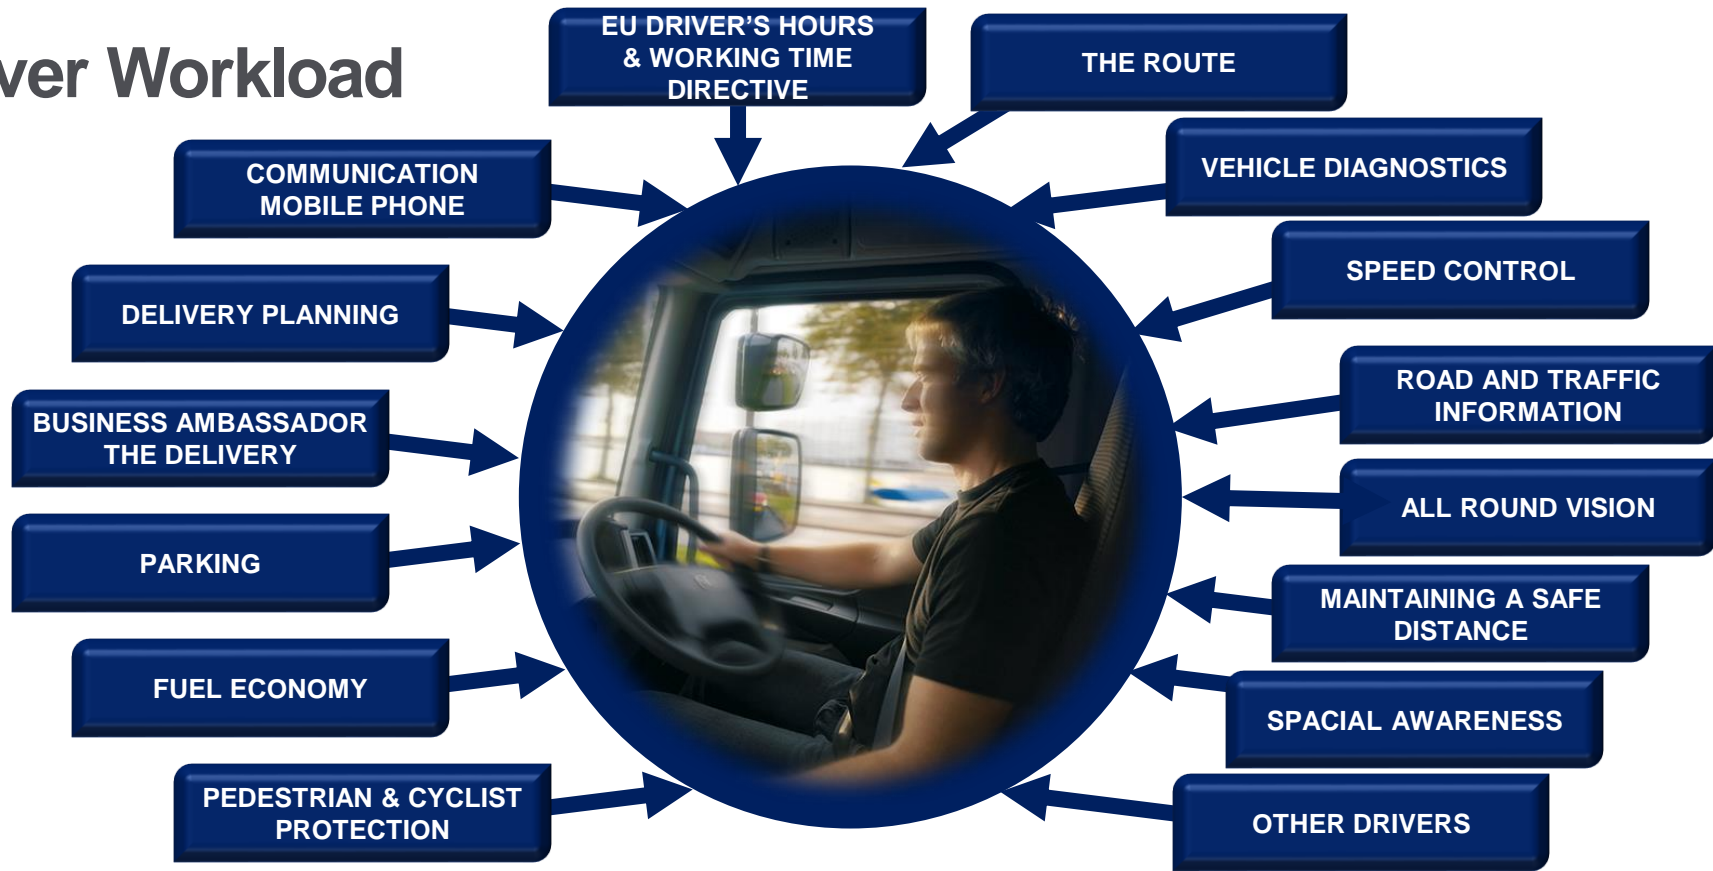 ver Workload
EU DRIVER'S HOURS
& WORKING TIME
DIRECTIVE
THE ROUTE
COMMUNICATION
MOBILE PHONE
VEHICLE DIAGNOSTICS
DELIVERY PLANNING
SPEED CONTROL
BUSINESS AMBASSADOR
THE DELIVERY
ROAD AND TRAFFIC
INFORMATION
PARKING
ALL ROUND VISION
FUEL ECONOMY
MAINTAINING A SAFE
DISTANCE
SPACIAL AWARENESS
PEDESTRIAN & CYCLIST
PROTECTION
OTHER DRIVERS